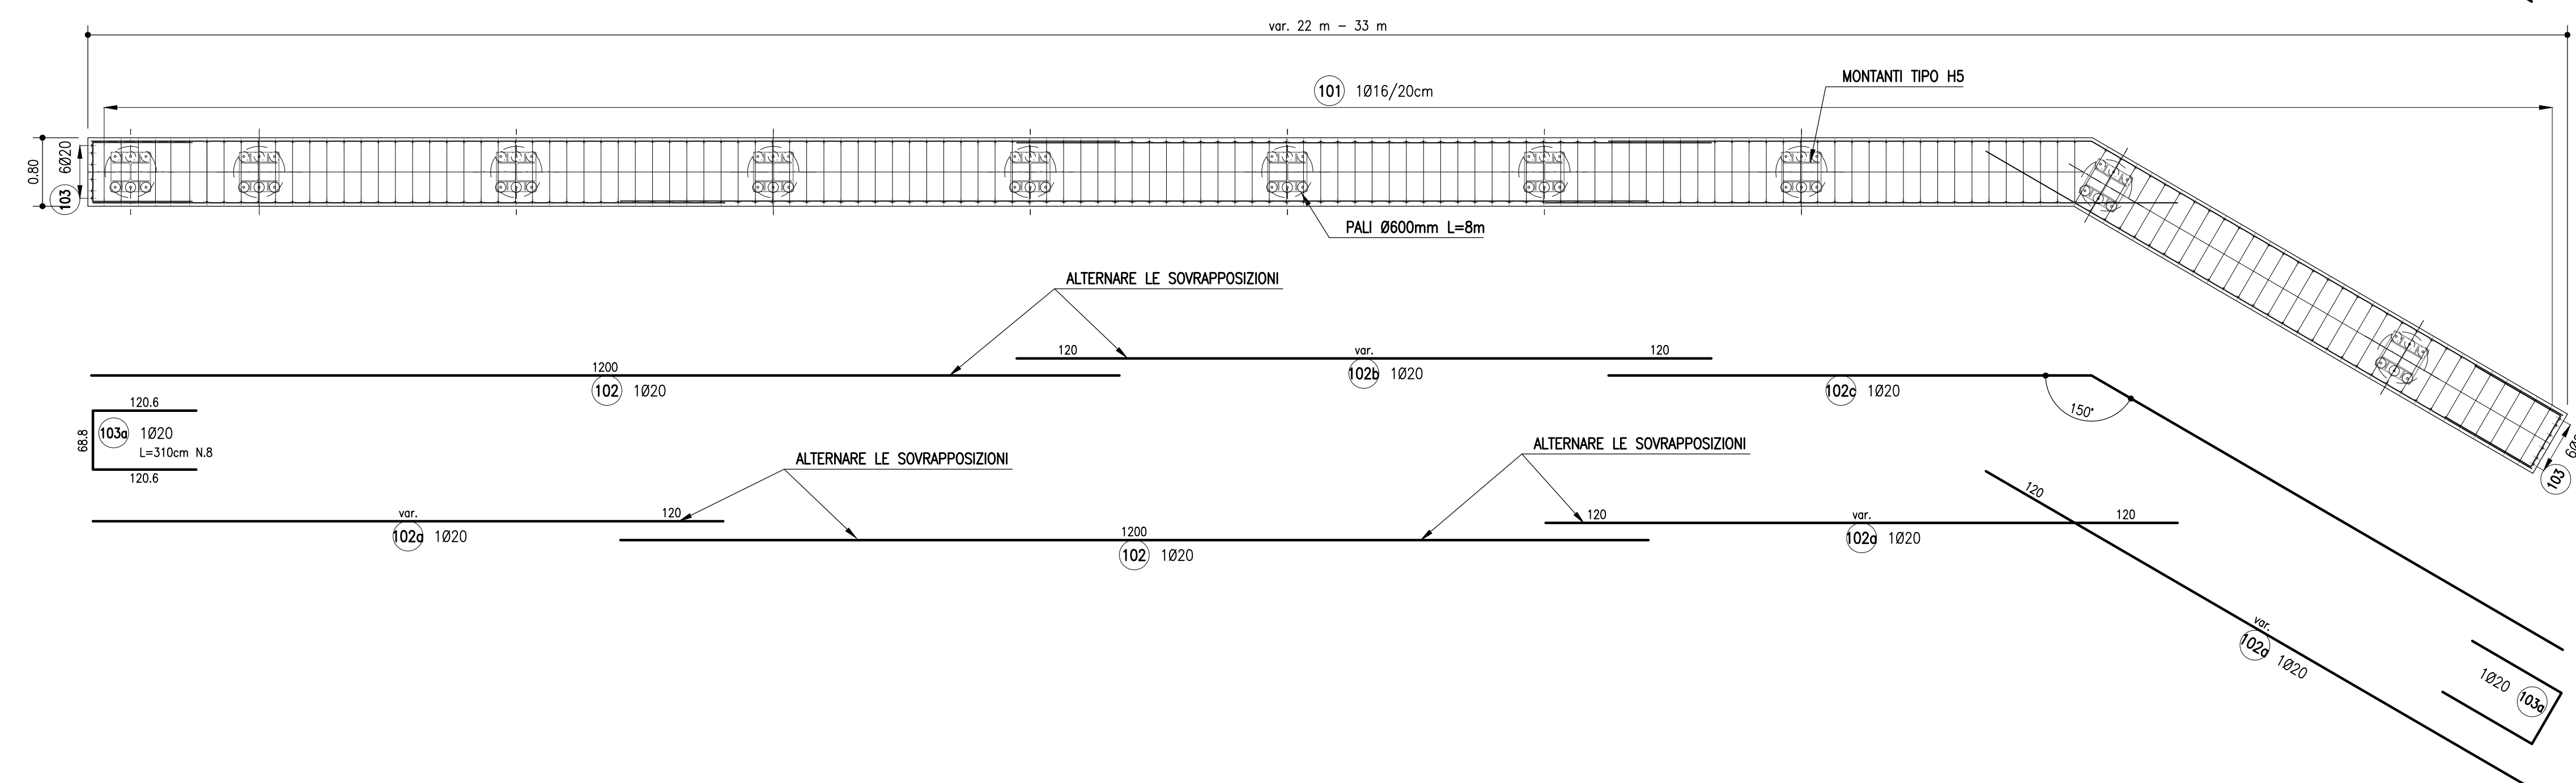 var. 22 m - 33 m
101 1Ø16/20cm
MONTANTI TIPO H5
0.80
6Ø20
103
PALI Ø600mm L=8m
ALTERNARE LE SOVRAPPOSIZIONI
1200
102 1Ø20
120 var. 120
102b 1Ø20
102c 1Ø20
150°
103
120.6
68.8
103a 1Ø20
L=310cm N.8
120.6
ALTERNARE LE SOVRAPPOSIZIONI
ALTERNARE LE SOVRAPPOSIZIONI
var. 120
102a 1Ø20
1200
102 1Ø20
120 var. 120
102a 1Ø20
120
var.
102a 1Ø20
1Ø20 103a